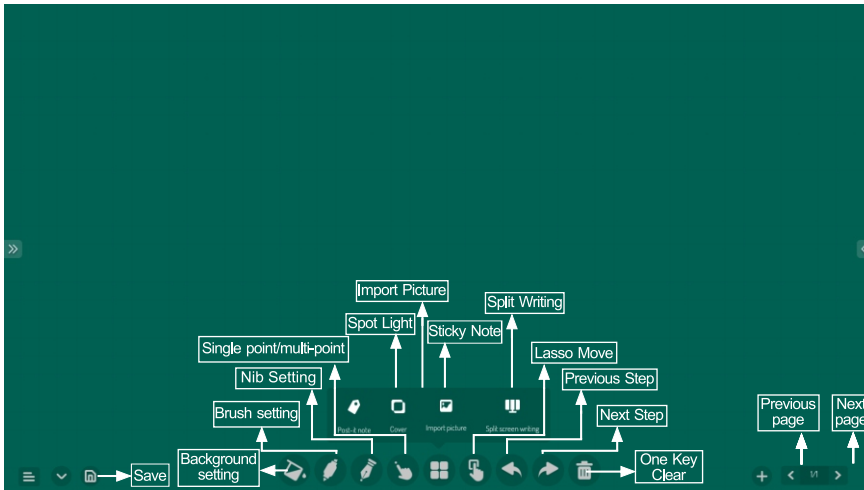 Import Picture
Split Writing
Spot Light
Sticky Note
Single point/multi-point
Lasso Move
Nib Setting
Previous Step
Brush setting
Next Step
Previous
page
Next
page
Post-it note
Cover
Import picture
Split screen writing
Background
setting
Save
One Key
Clear
1/1